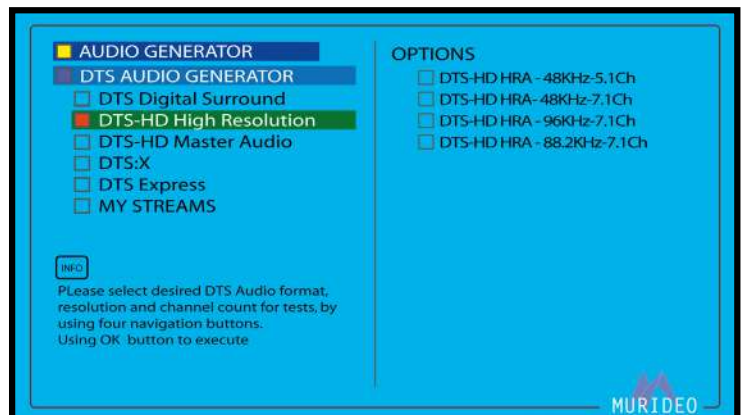 AUDIO GENERATOR
DTS AUDIO GENERATOR
DTS Digital Surround
DTS-HD High Resolution
DTS-HD Master Audio
DTS:X
DTS Express
MY STREAMS
INFO
PLease select desired DTS Audio format,
resolution and channel count for tests, by
using four navigation buttons.
Using OK button to execute
OPTIONS
DTS-HD HRA - 48KHz-5.1Ch
DTS-HD HRA- 48KHz-7.1Ch
DTS-HD HRA - 96KHz-7.1Ch
DTS-HD HRA - 88.2KHz-7.1Ch
MURIDEO